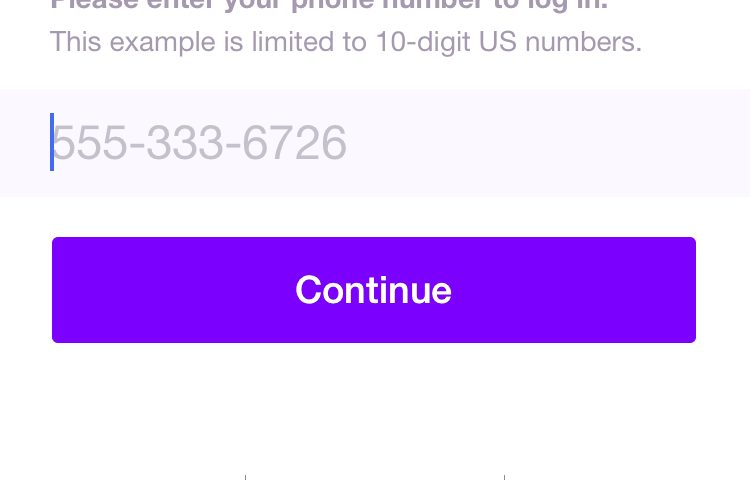 Please enter your phone number to log in.
This example is limited to 10-digit US numbers.
555-333-6726
Continue